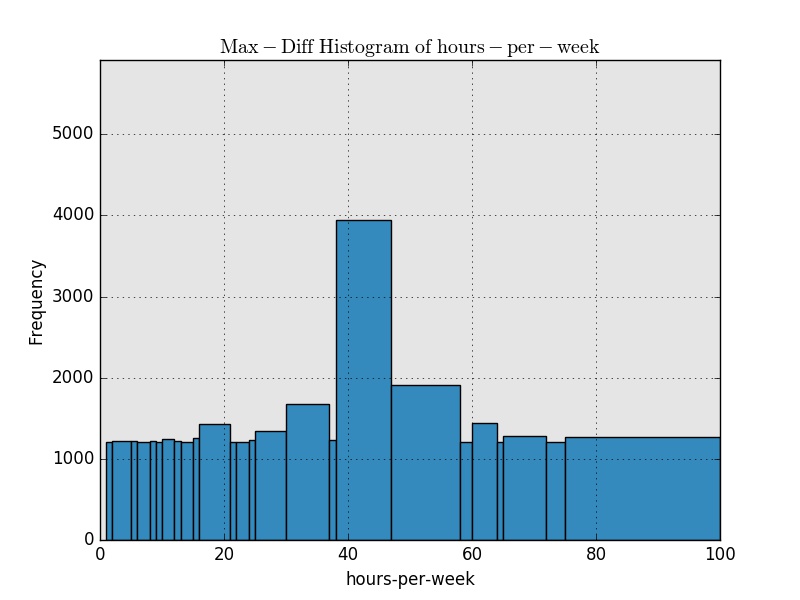 Max − Diff Histogram of hours − per − week
5000
4000
3000
2000
1000
0
Frequency
0 20 40 60 80 100
hours-per-week